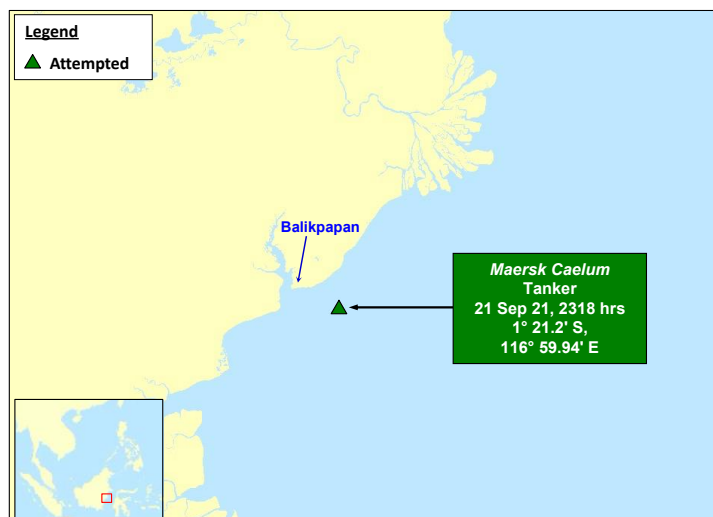 Legend
Attempted
Balikpapan
Maersk Caelum
Tanker
21 Sep 21, 2318 hrs
1° 21.2' S,
116° 59.94' E